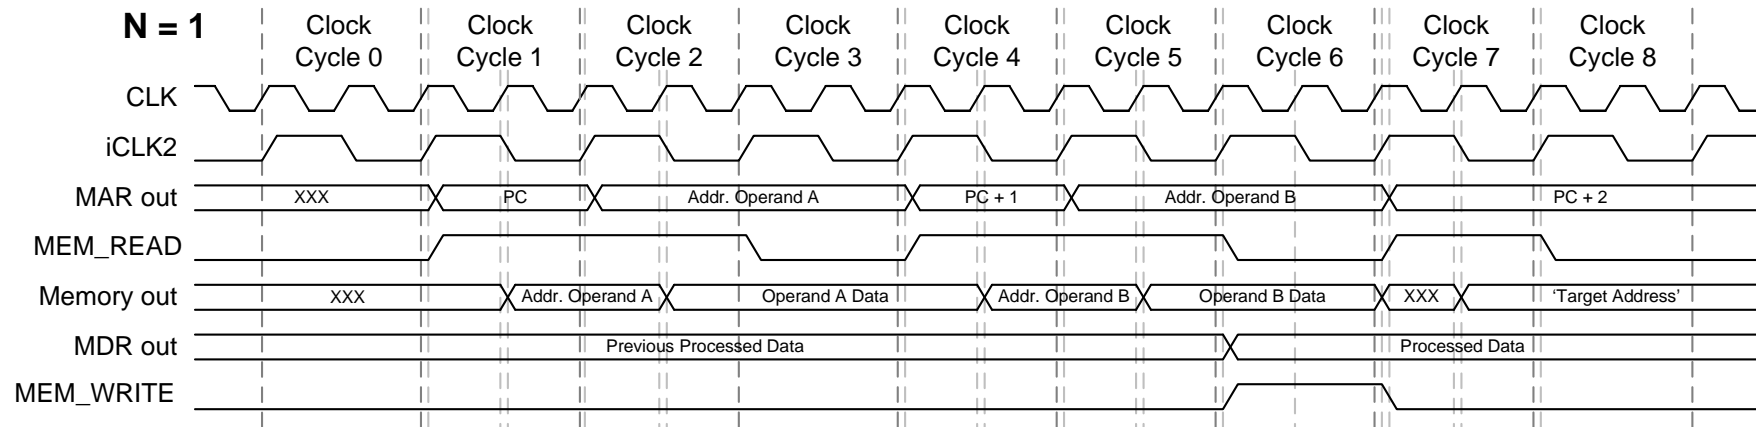 N = 1
Clock Cycle 0
Clock Cycle 1
Clock Cycle 2
Clock Cycle 3
Clock Cycle 4
Clock Cycle 5
Clock Cycle 6
Clock Cycle 7
Clock Cycle 8
CLK
iCLK2
MAR out
XXX
PC
Addr. Operand A
PC + 1
Addr. Operand B
PC + 2
MEM_READ
Memory out
XXX
Addr. Operand A
Operand A Data
Addr. Operand B
Operand B Data
XXX
‘Target Address’
MDR out
Previous Processed Data
Processed Data
MEM_WRITE